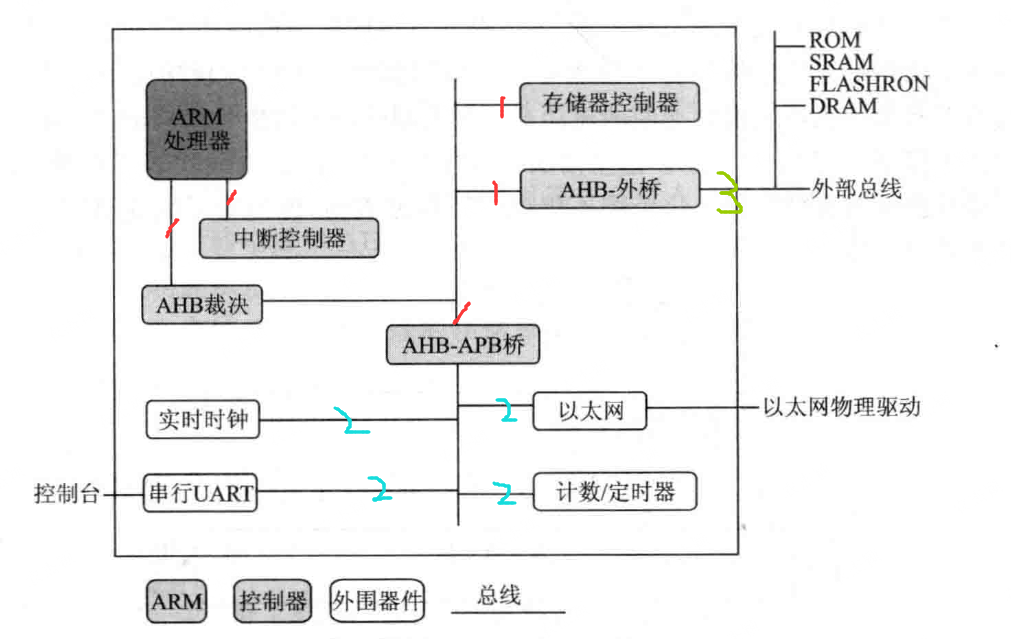 ROM
SRAM
FLASHRON
DRAM
ARM
处理器
存储器控制器
1
AHB-外桥
1
3
外部总线
1
1
中断控制器
AHB裁决
1
AHB-APB桥
实时时钟
2
2
以太网
以太网物理驱动
控制台
串行UART
2
2
计数/定时器
ARM
控制器
外围器件
总线